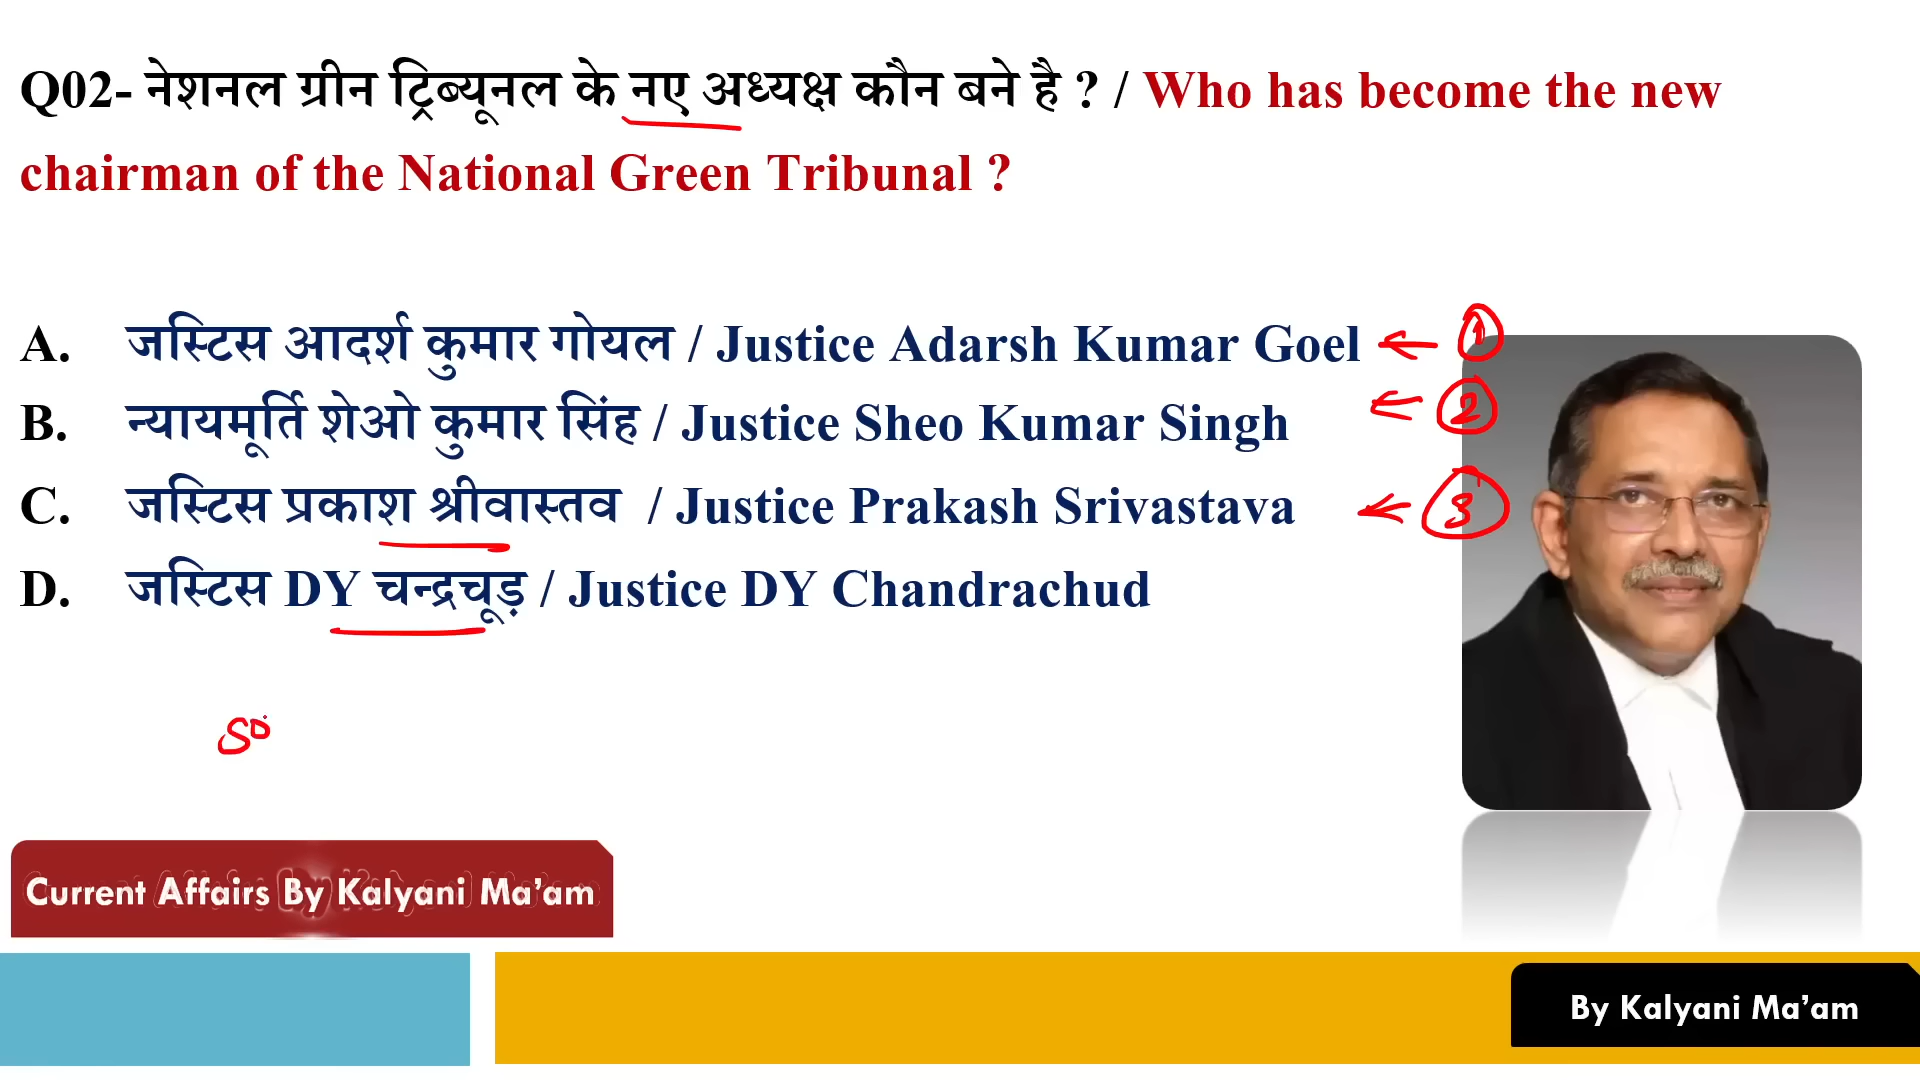 Q02- नेशनल ग्रीन ट्रिब्यूनल के नए अध्यक्ष कौन बने है ? / Who has become the new
chairman of the National Green Tribunal ?
A. जस्टिस आदर्श कुमार गोयल / Justice Adarsh Kumar Goel ← 1
B. न्यायमूर्ति शेओ कुमार सिंह / Justice Sheo Kumar Singh ← 2
C. जस्टिस प्रकाश श्रीवास्तव / Justice Prakash Srivastava ← 3
D. जस्टिस DY चन्द्रचूड़ / Justice DY Chandrachud
Current Affairs By Kalyani Ma’am
By Kalyani Ma’am